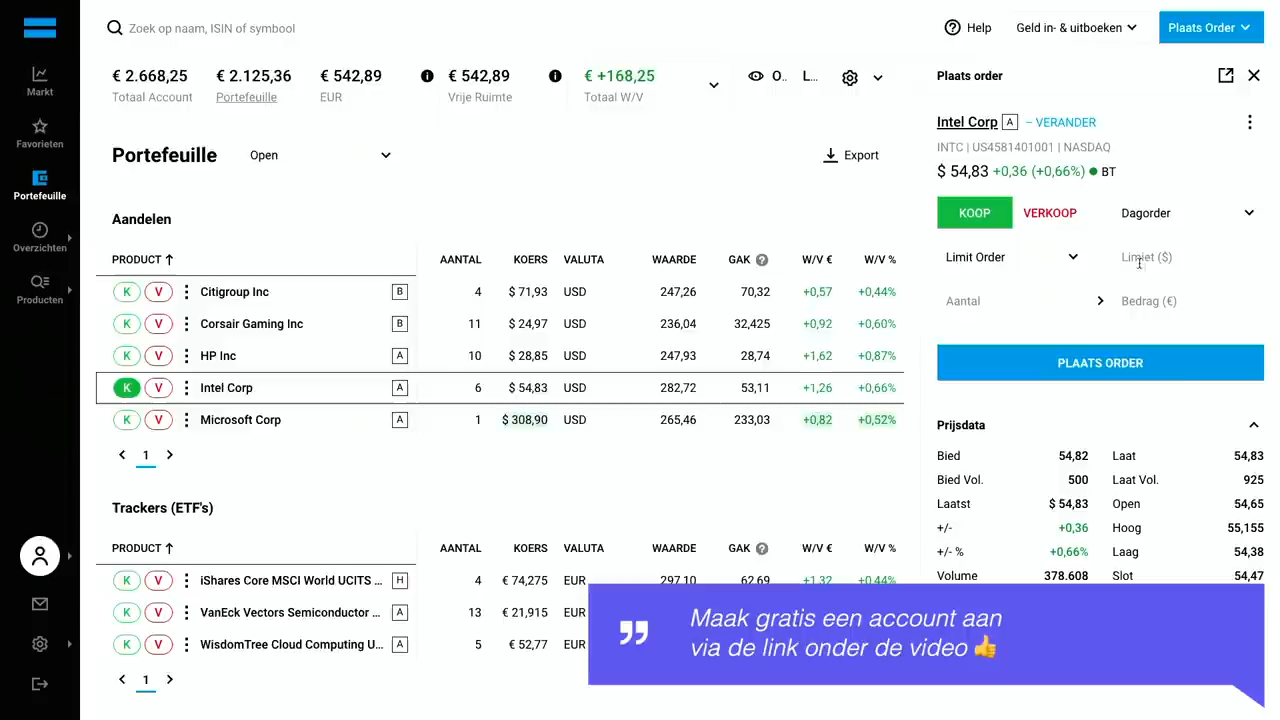 Zoek op naam, ISIN of symbool
Help
Geld in- & uitboeken
Plaats Order
Markt
Favorieten
Portefeuille
Overzichten
Producten
€ 2.668,25 € 2.125,36 € 542,89 € 542,89 € +168,25 O.. L...
Totaal Account Portefeuille EUR Vrije Ruimte Totaal W/V
Portefeuille Open Export
Aandelen
PRODUCT AANTAL KOERS VALUTA WAARDE GAK ? W/V € W/V %
K V Citigroup Inc B 4 $ 71,93 USD 247,26 70,32 +0,57 +0,44%
K V Corsair Gaming Inc B 11 $ 24,97 USD 236,04 32,425 +0,92 +0,60%
K V HP Inc A 10 $ 28,85 USD 247,93 28,74 +1,62 +0,87%
K V Intel Corp A 6 $ 54,83 USD 282,72 53,11 +1,26 +0,66%
K V Microsoft Corp A 1 $ 308,90 USD 265,46 233,03 +0,82 +0,52%
1
Trackers (ETF's)
PRODUCT AANTAL KOERS VALUTA WAARDE GAK ? W/V € W/V %
K V iShares Core MSCI World UCITS ... H 4 € 74,275 EUR 297,10 62,69 +1,32 +0,44%
K V VanEck Vectors Semiconductor ... A 13 € 21,915 EUR
K V WisdomTree Cloud Computing U... A 5 € 52,77 EUR
1
Plaats order
Intel Corp A – VERANDER
INTC | US4581401001 | NASDAQ
$ 54,83 +0,36 (+0,66%) BT
KOOP VERKOOP Dagorder
Limit Order Limiet ($)
Aantal Bedrag (€)
PLAATS ORDER
Prijsdata
Bied 54,82 Laat 54,83
Bied Vol. 500 Laat Vol. 925
Laatst $ 54,83 Open 54,65
+/- +0,36 Hoog 55,155
+/- % +0,66% Laag 54,38
Volume 378.608 Slot 54,47
Maak gratis een account aan
via de link onder de video 👍